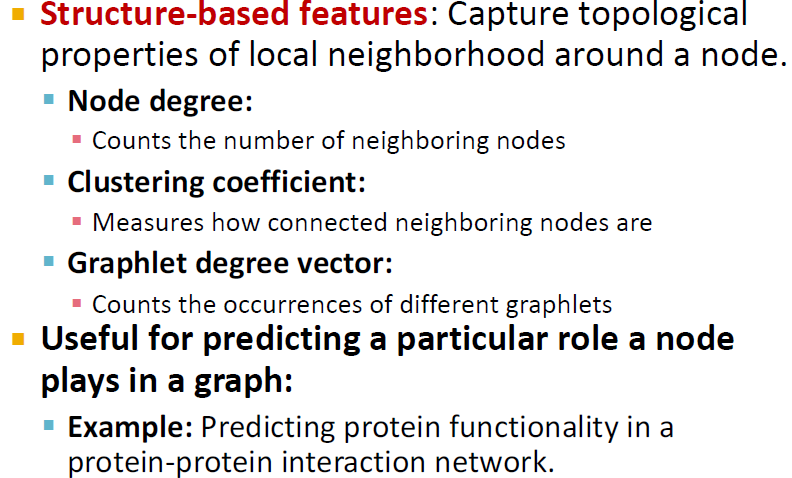 Structure-based features: Capture topological
properties of local neighborhood around a node.
Node degree:
Counts the number of neighboring nodes
Clustering coefficient:
Measures how connected neighboring nodes are
Graphlet degree vector:
Counts the occurrences of different graphlets
Useful for predicting a particular role a node
plays in a graph:
Example: Predicting protein functionality in a
protein-protein interaction network.